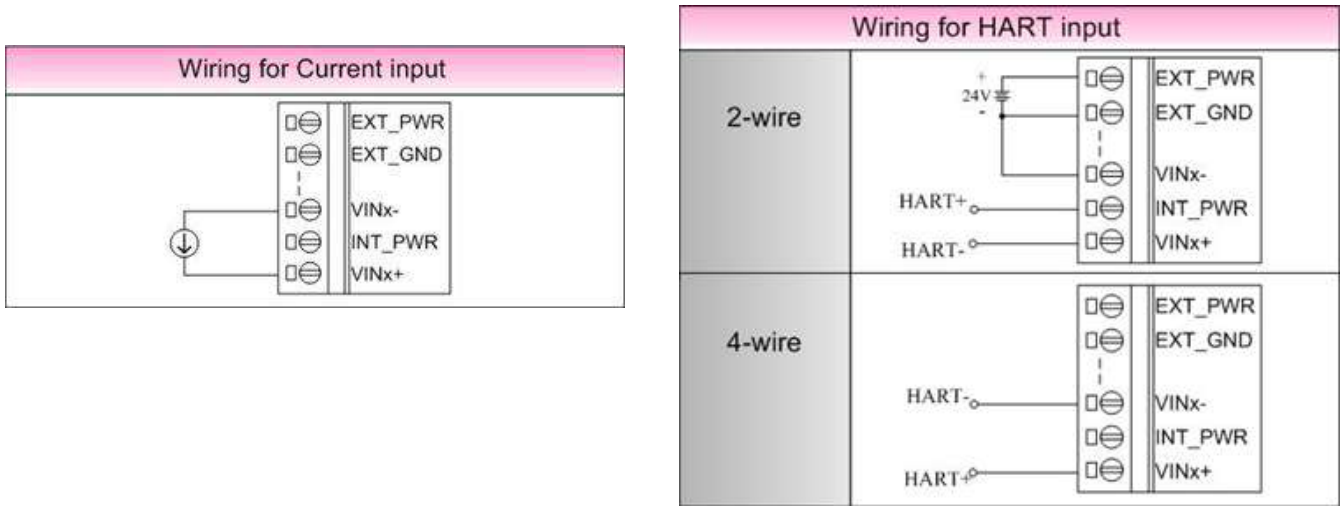 Wiring for Current input
EXT_PWR
EXT_GND
VINx-
INT_PWR
VINx+
Wiring for HART input
2-wire
+
24V
-
EXT_PWR
EXT_GND
VINx-
HART+
INT_PWR
HART-
VINx+
4-wire
EXT_PWR
EXT_GND
HART-
VINx-
INT_PWR
HART+
VINx+